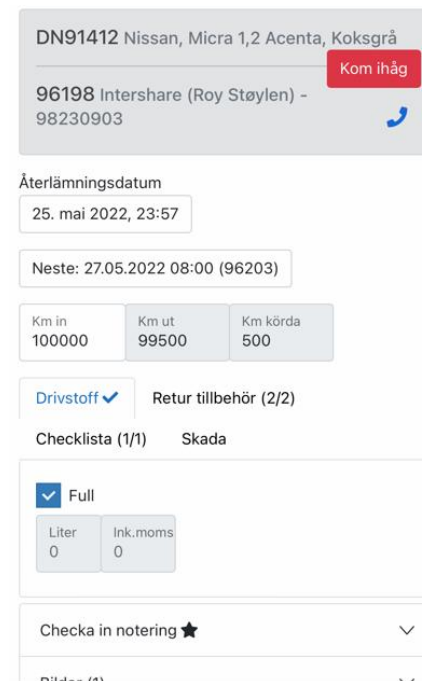 DN91412 Nissan, Micra 1,2 Acenta, Koksgrå
Kom ihåg
96198 Intershare (Roy Støylen) -
98230903
Återlämningsdatum
25. mai 2022, 23:57
Neste: 27.05.2022 08:00 (96203)
Km in Km ut Km körda
100000 99500 500
Drivstoff Retur tillbehör (2/2)
Checklista (1/1) Skada
Full
Liter Ink.moms
0 0
Checka in notering
Bilder (1)